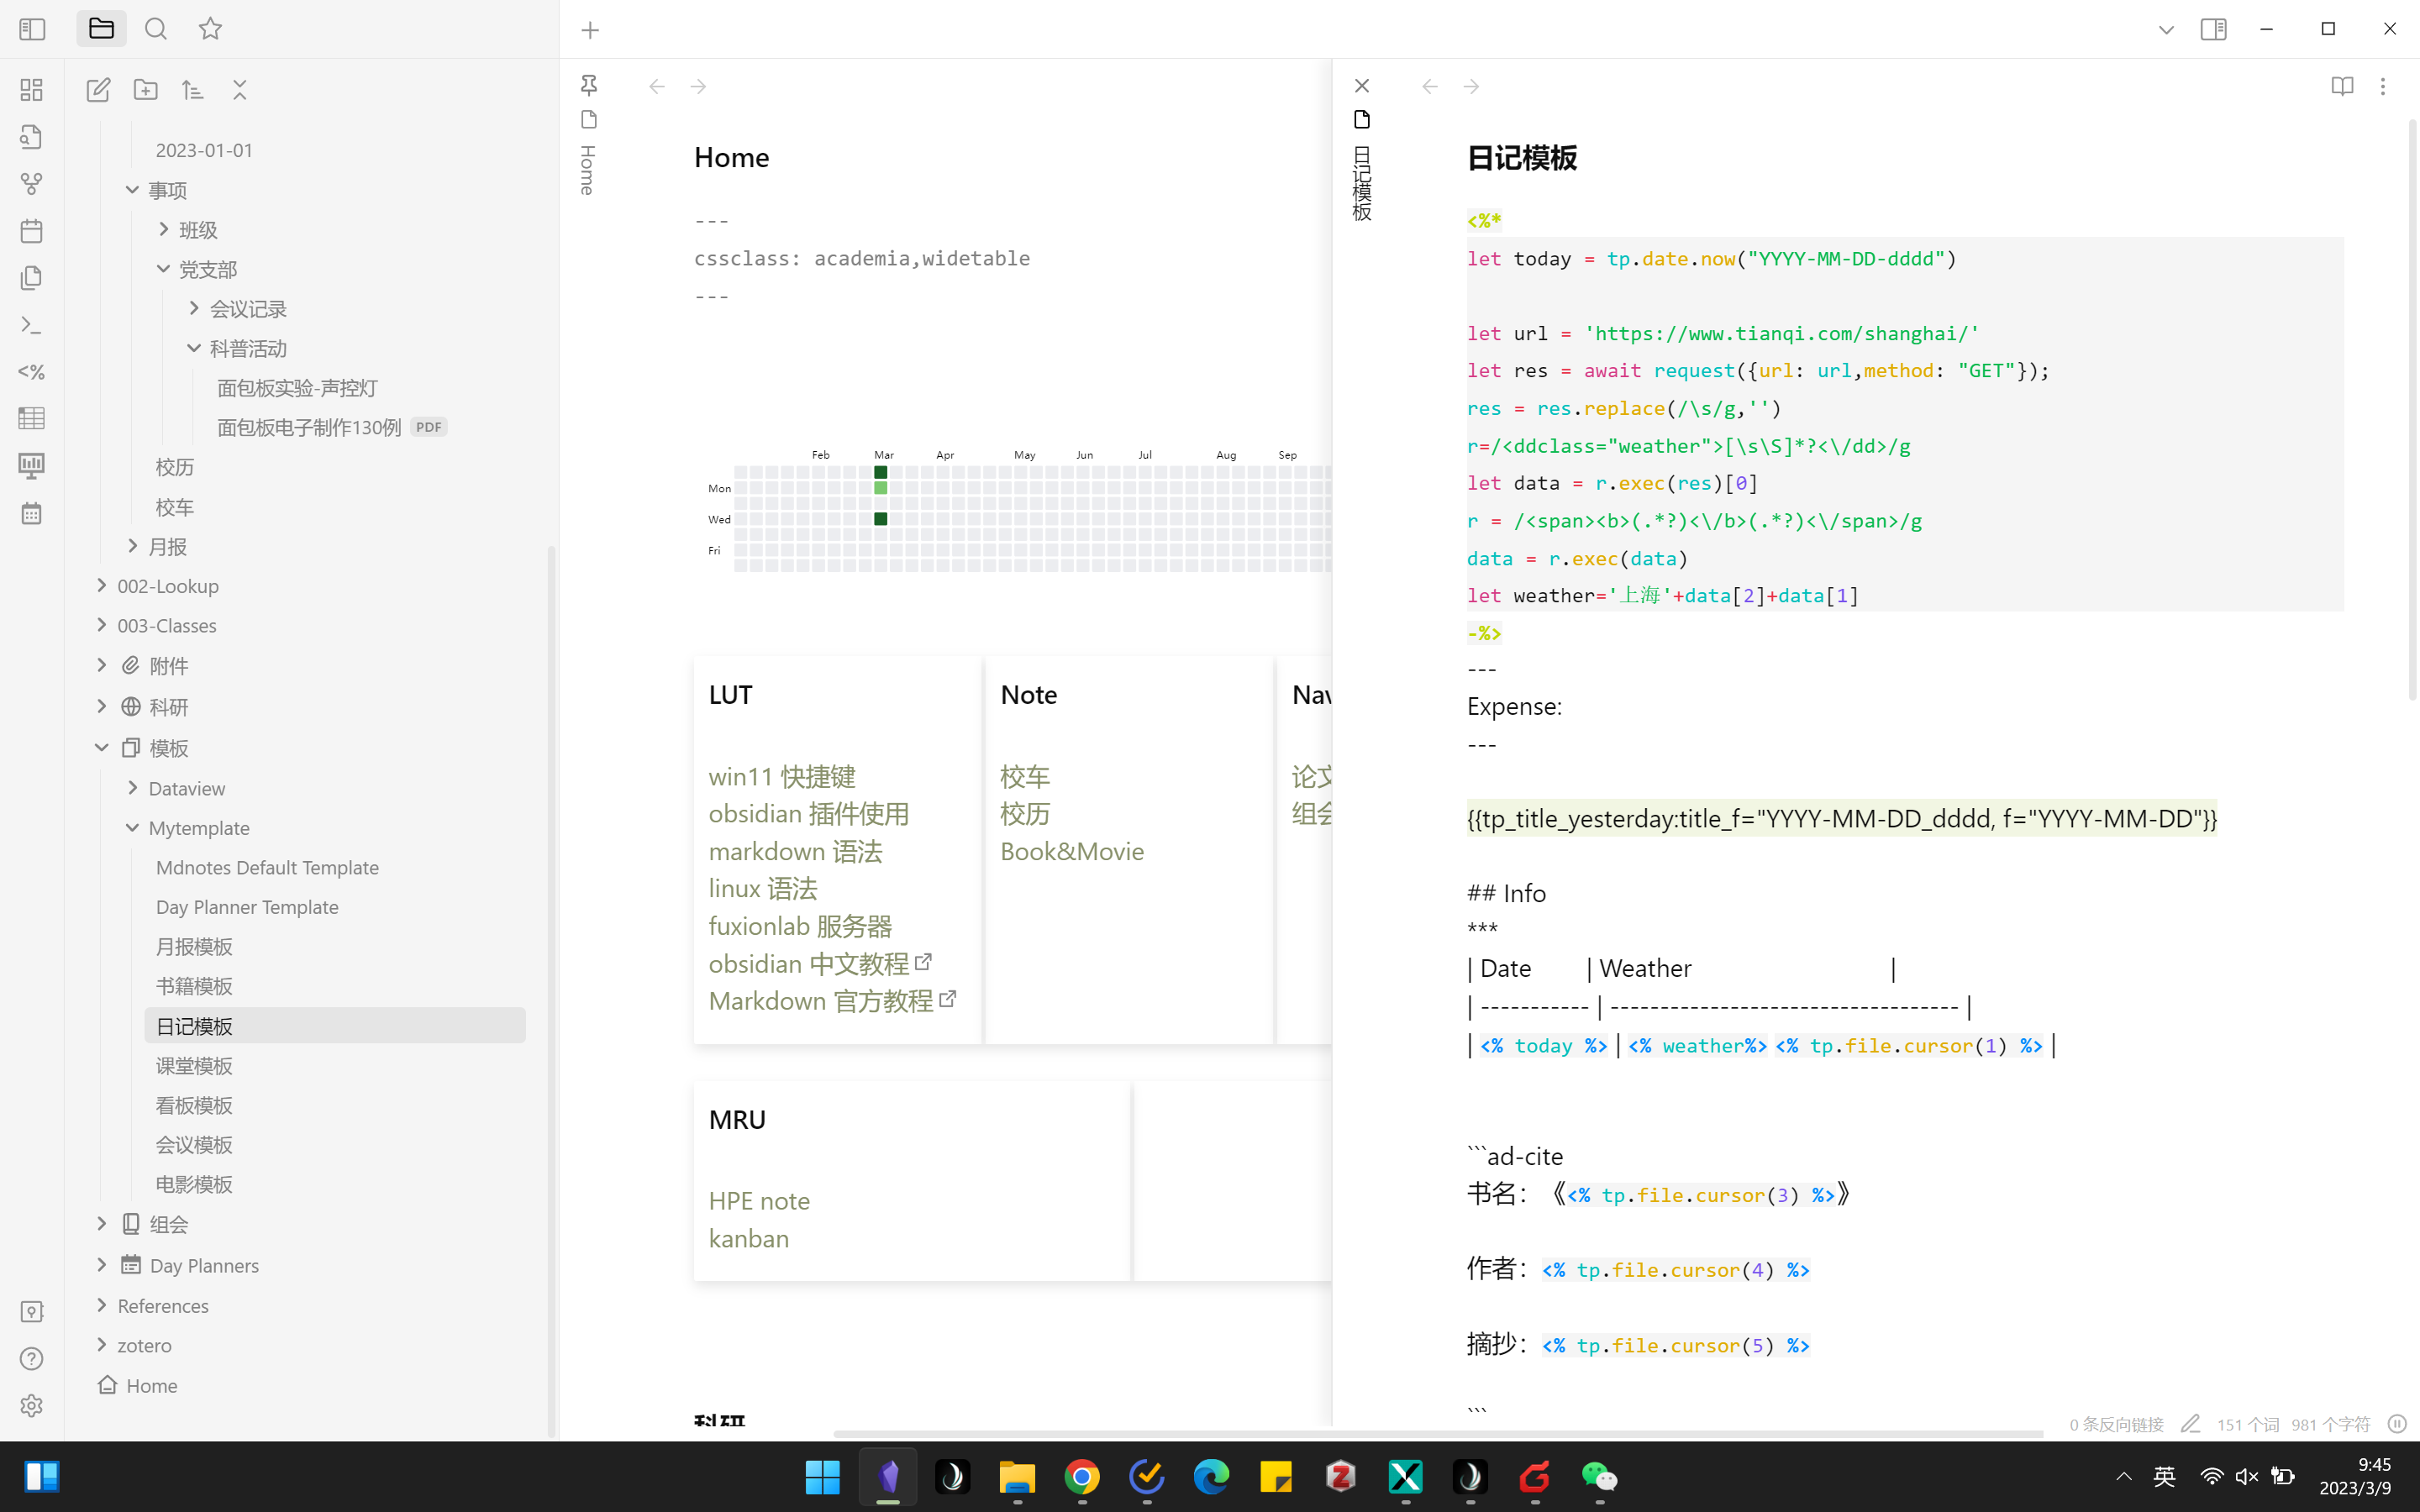 2023-01-01
事项
班级
党支部
会议记录
科普活动
面包板实验-声控灯
面包板电子制作130例 PDF
校历
校车
月报
002-Lookup
003-Classes
附件
科研
模板
Dataview
Mytemplate
Mdnotes Default Template
Day Planner Template
月报模板
书籍模板
日记模板
课堂模板
看板模板
会议模板
电影模板
组会
Day Planners
References
zotero
Home
<%
Home
Home
---
cssclass: academia,widetable
---
Feb Mar Apr May Jun Jul Aug Sep
Mon
Wed
Fri
LUT
win11 快捷键
obsidian 插件使用
markdown 语法
linux 语法
fuxionlab 服务器
obsidian 中文教程
Markdown 官方教程
Note
校车
校历
Book&Movie
Nav
论文
组会
MRU
HPE note
kanban
科研
日记模板
日记模板
<%*
let today = tp.date.now("YYYY-MM-DD-dddd")
let url = 'https://www.tianqi.com/shanghai/'
let res = await request({url: url,method: "GET"});
res = res.replace(/\s/g,'')
r=/<ddclass="weather">[\s\S]*?<\/dd>/g
let data = r.exec(res)[0]
r = /<span><b>(.*?)<\/b>(.*?)<\/span>/g
data = r.exec(data)
let weather='上海'+data[2]+data[1]
-%>
---
Expense:
---
{{tp_title_yesterday:title_f="YYYY-MM-DD_dddd, f="YYYY-MM-DD"}}
## Info
***
| Date | Weather |
| ----------- | ----------------------------------- |
| <% today %> | <% weather%> <% tp.file.cursor(1) %> |
```ad-cite
书名：《<% tp.file.cursor(3) %>》
作者：<% tp.file.cursor(4) %>
摘抄：<% tp.file.cursor(5) %>
```
0 条反向链接 151 个词 981 个字符
英
9:45
2023/3/9